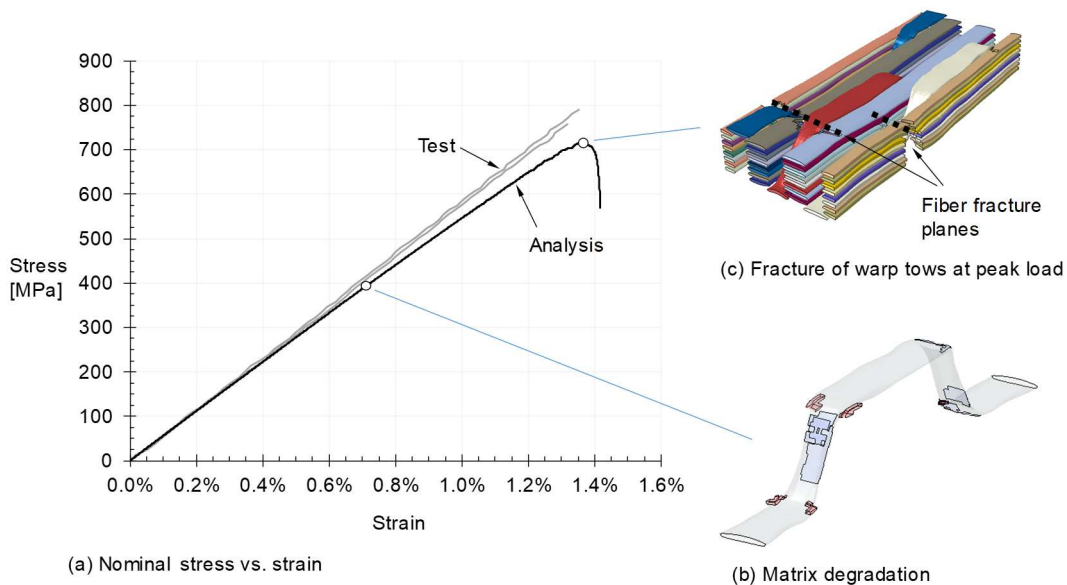 900
800
700
600
500
400
300
200
100
0
Stress
[MPa]
0.0%
0.2%
0.4%
0.6%
0.8%
1.0%
1.2%
1.4%
1.6%
Strain
Test
Analysis
(a) Nominal stress vs. strain
Fiber fracture
planes
(c) Fracture of warp tows at peak load
(b) Matrix degradation